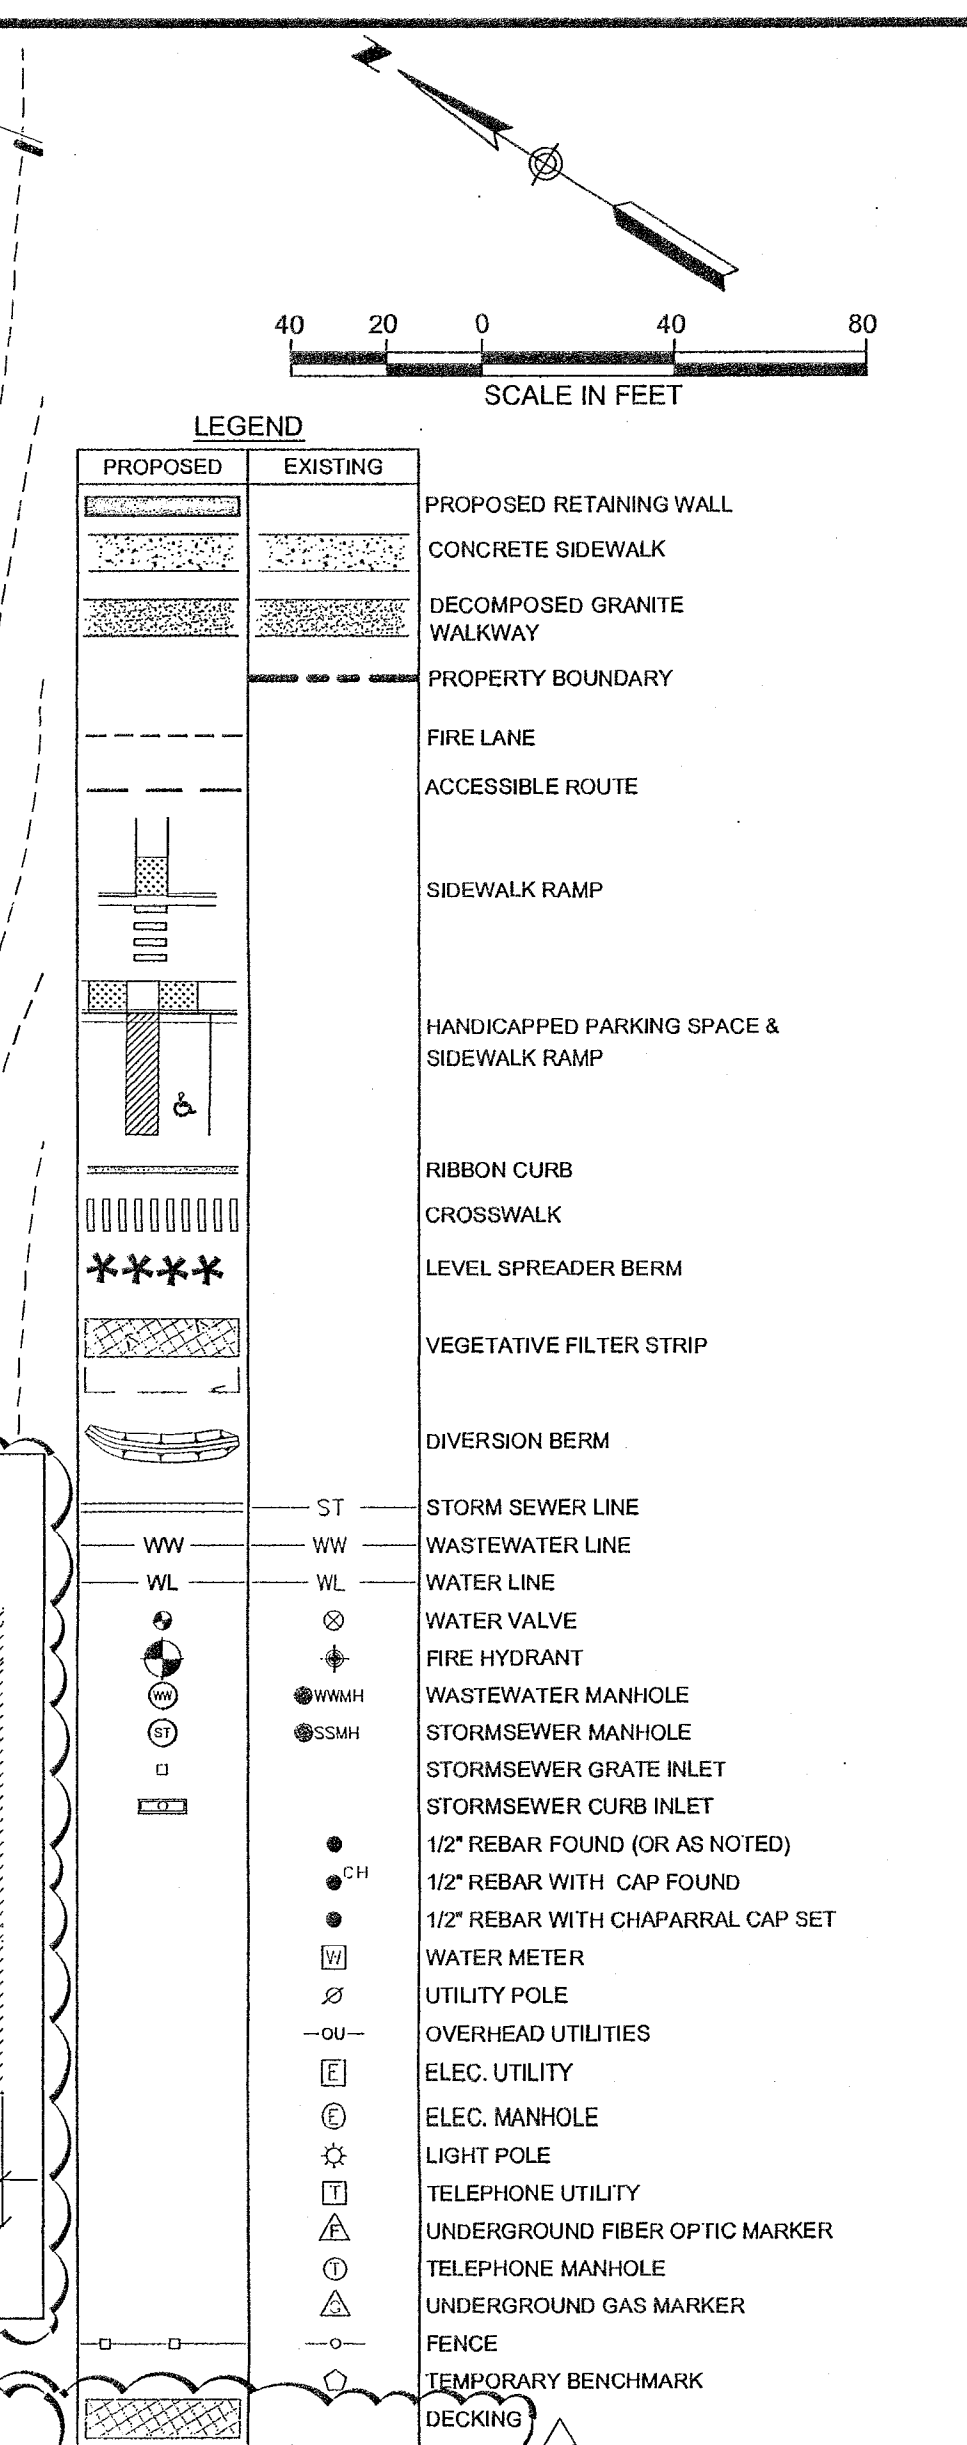 N
40 20 0 40 80
SCALE IN FEET
LEGEND
PROPOSED EXISTING
PROPOSED RETAINING WALL
CONCRETE SIDEWALK
DECOMPOSED GRANITE
WALKWAY
PROPERTY BOUNDARY
FIRE LANE
ACCESSIBLE ROUTE
SIDEWALK RAMP
HANDICAPPED PARKING SPACE &
SIDEWALK RAMP
RIBBON CURB
CROSSWALK
LEVEL SPREADER BERM
VEGETATIVE FILTER STRIP
DIVERSION BERM
ST STORM SEWER LINE
WW WW WASTEWATER LINE
WL WL WATER LINE
WATER VALVE
FIRE HYDRANT
WW WWMH WASTEWATER MANHOLE
ST SSMH STORMSEWER MANHOLE
STORMSEWER GRATE INLET
STORMSEWER CURB INLET
1/2" REBAR FOUND (OR AS NOTED)
CH 1/2" REBAR WITH CAP FOUND
1/2" REBAR WITH CHAPARRAL CAP SET
W WATER METER
UTILITY POLE
OU OVERHEAD UTILITIES
E ELEC. UTILITY
E ELEC. MANHOLE
LIGHT POLE
T TELEPHONE UTILITY
F UNDERGROUND FIBER OPTIC MARKER
T TELEPHONE MANHOLE
G UNDERGROUND GAS MARKER
FENCE
TEMPORARY BENCHMARK
DECKING